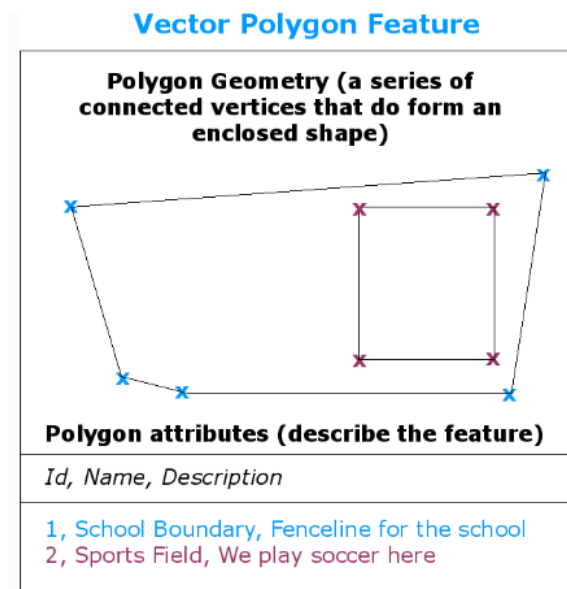 Vector Polygon Feature
Polygon Geometry (a series of
connected vertices that do form an
enclosed shape)
Polygon attributes (describe the feature)
Id, Name, Description
1, School Boundary, Fenceline for the school
2, Sports Field, We play soccer here